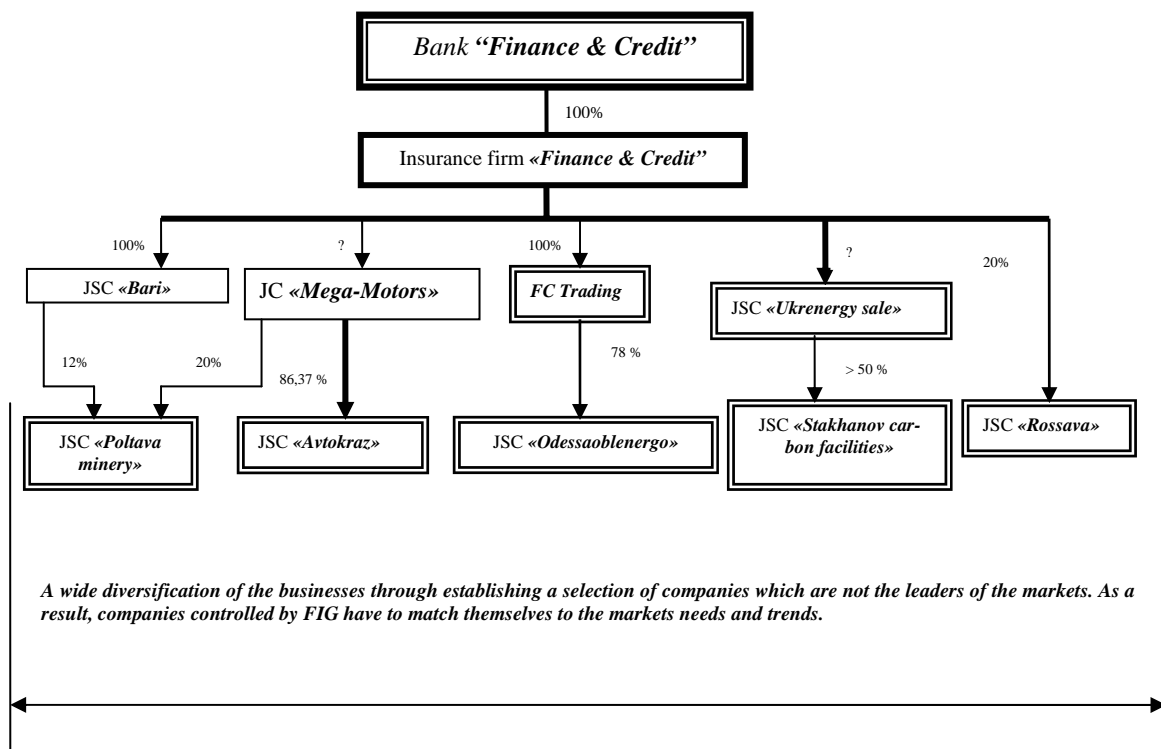 Bank “Finance & Credit”
100%
Insurance firm «Finance & Credit”
100%
?
100%
?
20%
JSC «Bari»
JC «Mega-Motors»
FC Trading
JSC «Ukrenergy sale»
12%
20%
86,37 %
78 %
> 50 %
JSC «Poltava
minery»
JSC «Avtokraz»
JSC «Odessaoblenergo»
JSC «Stakhanov car-
bon facilities»
JSC «Rossava»
A wide diversification of the businesses through establishing a selection of companies which are not the leaders of the markets. As a
result, companies controlled by FIG have to match themselves to the markets needs and trends.